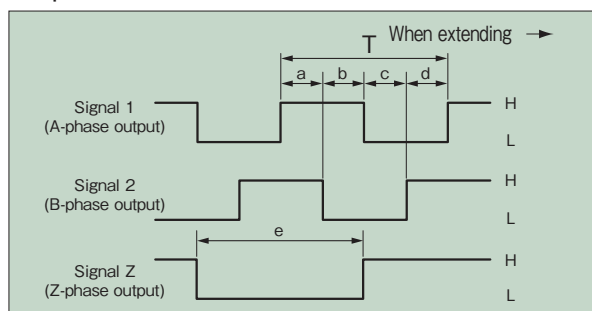 When extending
T
a b c d
Signal 1
(A-phase output)
H
L
Signal 2
(B-phase output)
H
L
e
Signal Z
(Z-phase output)
H
L